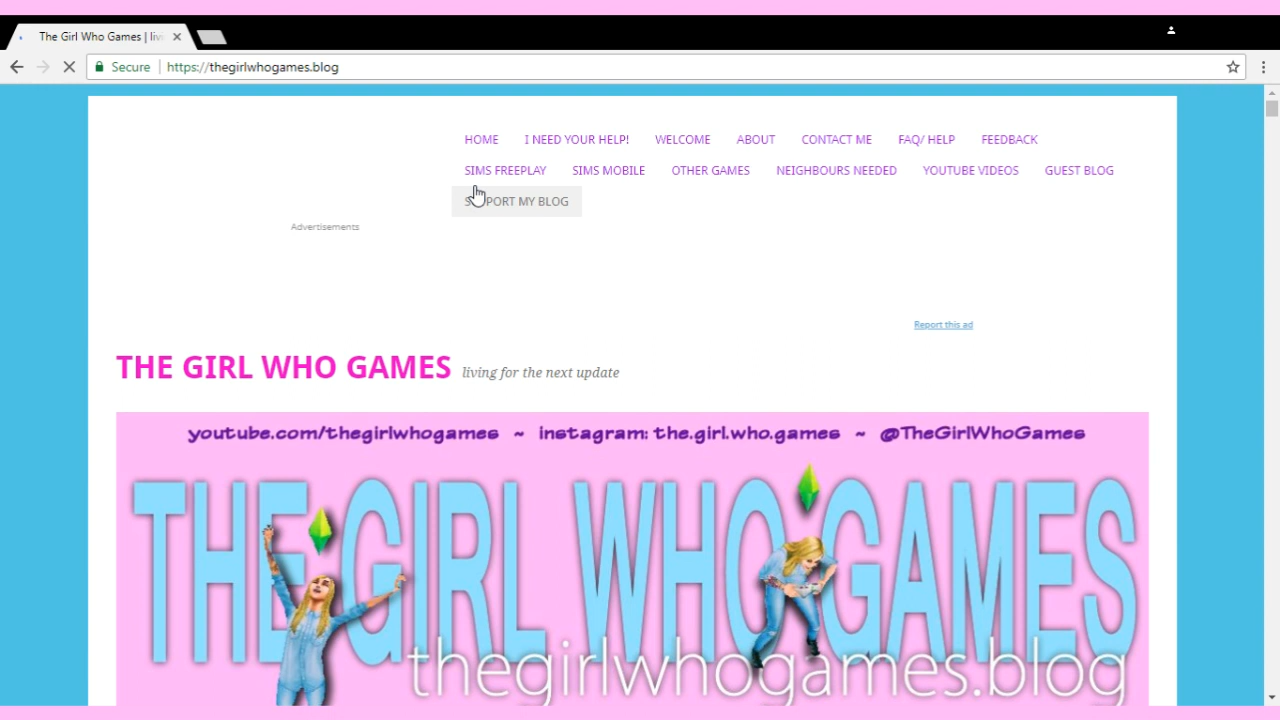 The Girl Who Games | livi
Secure | https://thegirlwhogames.blog
HOME I NEED YOUR HELP! WELCOME ABOUT CONTACT ME FAQ/ HELP FEEDBACK
SIMS FREEPLAY SIMS MOBILE OTHER GAMES NEIGHBOURS NEEDED YOUTUBE VIDEOS GUEST BLOG
SUPPORT MY BLOG
Advertisements
Report this ad
THE GIRL WHO GAMES living for the next update
youtube.com/thegirlwhogames ~ instagram: the.girl.who.games ~ @TheGirlWhoGames
THE GIRL WHO GAMES
thegirlwhogames.blog